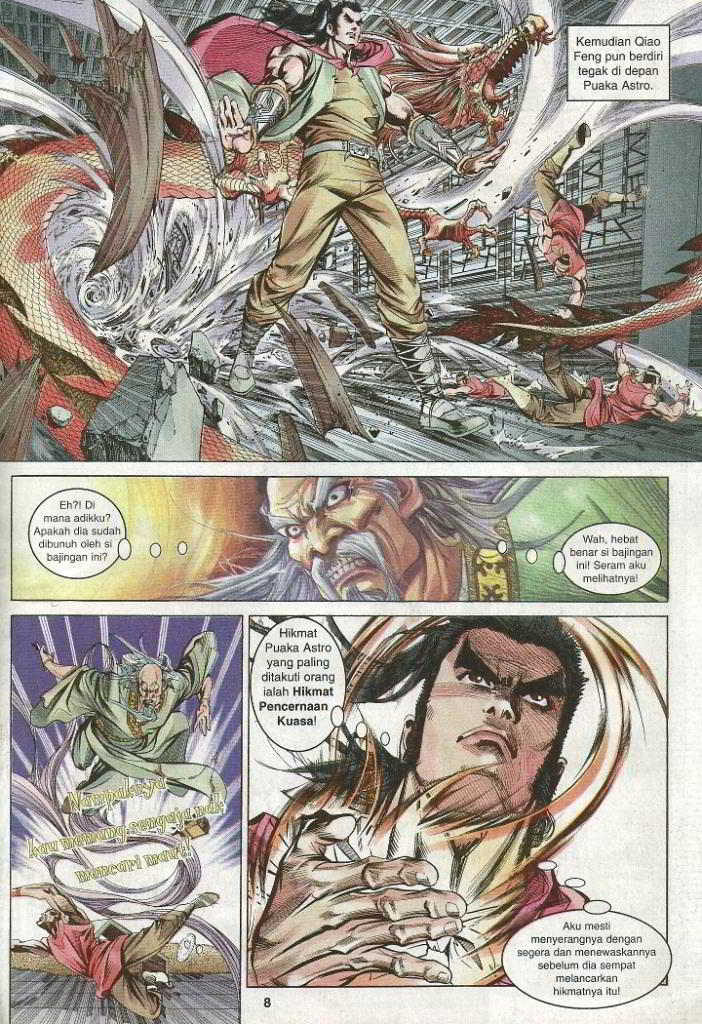 Kemudian Qiao
Feng pun berdiri
tegak di depan
Puaka Astro.
Eh?! Di
mana adikku?
Apakah dia sudah
dibunuh oleh si
bajingan ini?
Wah, hebat
benar si bajingan
ini! Seram aku
melihatnya!
Nampaknya
kau memang sengaja nak
mencari maut!
Hikmat
Puaka Astro
yang paling
ditakuti orang
ialah Hikmat
Pencernaan
Kuasa!
Aku mesti
menyerangnya dengan
segera dan menewaskannya
sebelum dia sempat
melancarkan
hikmatnya itu!
8